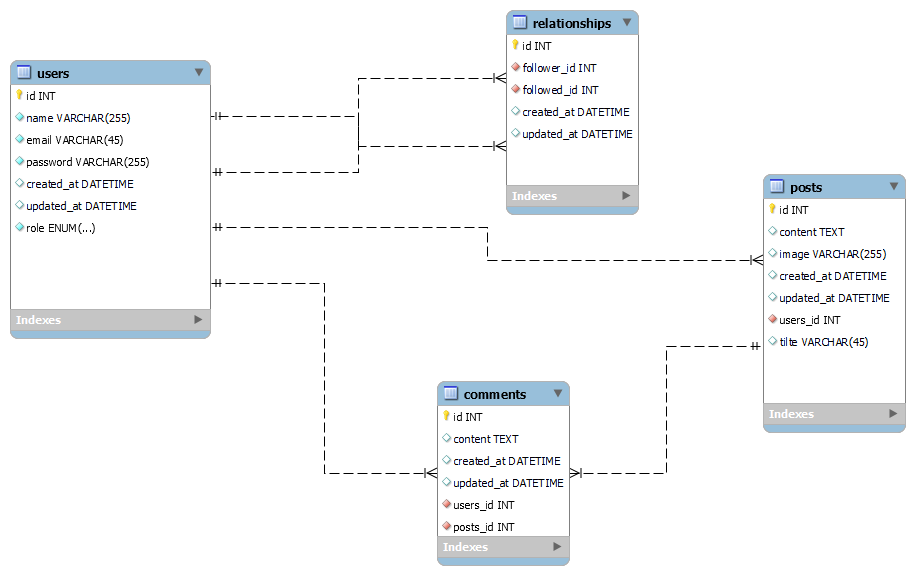 users
id INT
name VARCHAR(255)
email VARCHAR(45)
password VARCHAR(255)
created_at DATETIME
updated_at DATETIME
role ENUM(...)
Indexes
relationships
id INT
follower_id INT
followed_id INT
created_at DATETIME
updated_at DATETIME
Indexes
posts
id INT
content TEXT
image VARCHAR(255)
created_at DATETIME
updated_at DATETIME
users_id INT
tilte VARCHAR(45)
Indexes
comments
id INT
content TEXT
created_at DATETIME
updated_at DATETIME
users_id INT
posts_id INT
Indexes